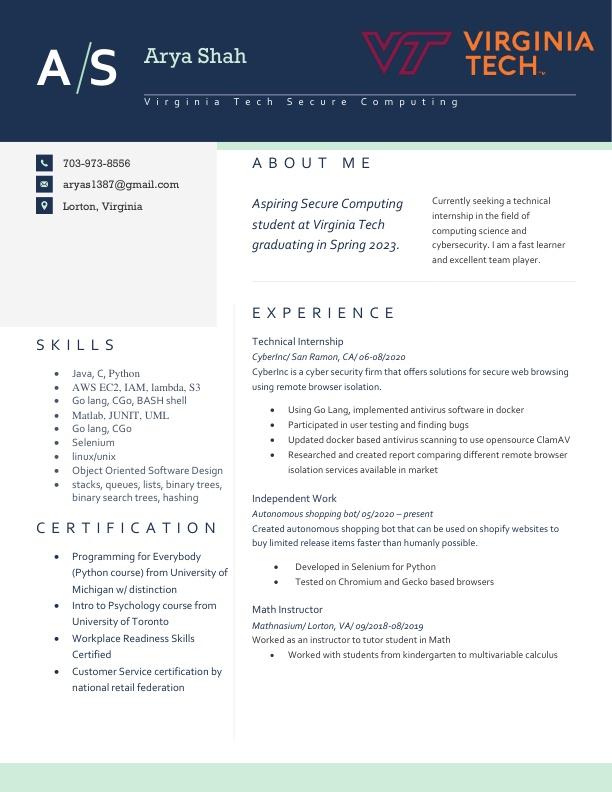 A/S
Arya Shah
VIRGINIA
TECH™
Virginia Tech Secure Computing
703-973-8556
aryas1387@gmail.com
Lorton, Virginia
SKILLS
• Java, C, Python
• AWS EC2, IAM, lambda, S3
• Go lang, CGo, BASH shell
• Matlab, JUNIT, UML
• Go lang, CGo
• Selenium
• linux/unix
• Object Oriented Software Design
• stacks, queues, lists, binary trees,
binary search trees, hashing
CERTIFICATION
• Programming for Everybody
(Python course) from University of
Michigan w/ distinction
• Intro to Psychology course from
University of Toronto
• Workplace Readiness Skills
Certified
• Customer Service certification by
national retail federation
ABOUT ME
Aspiring Secure Computing
student at Virginia Tech
graduating in Spring 2023.
Currently seeking a technical
internship in the field of
computing science and
cybersecurity. I am a fast learner
and excellent team player.
EXPERIENCE
Technical Internship
CyberInc/ San Ramon, CA/ 06-08/2020
CyberInc is a cyber security firm that offers solutions for secure web browsing
using remote browser isolation.
• Using Go Lang, implemented antivirus software in docker
• Participated in user testing and finding bugs
• Updated docker based antivirus scanning to use opensource ClamAV
• Researched and created report comparing different remote browser
isolation services available in market
Independent Work
Autonomous shopping bot/ 05/2020 – present
Created autonomous shopping bot that can be used on shopify websites to
buy limited release items faster than humanly possible.
• Developed in Selenium for Python
• Tested on Chromium and Gecko based browsers
Math Instructor
Mathnasium/ Lorton, VA/ 09/2018-08/2019
Worked as an instructor to tutor student in Math
• Worked with students from kindergarten to multivariable calculus